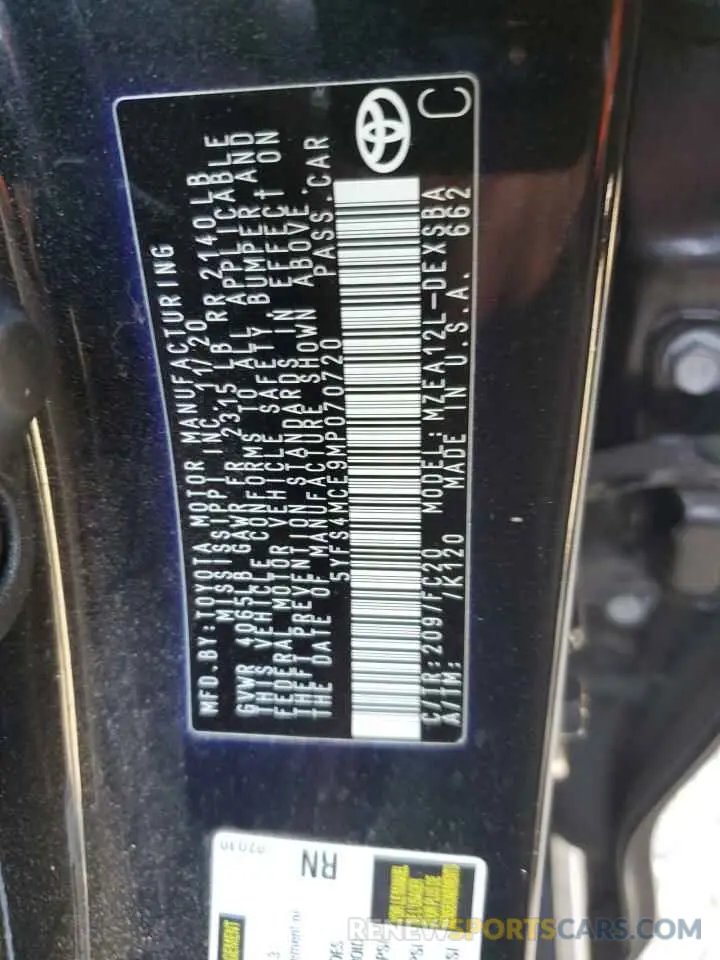 MFD.BY:TOYOTA MOTOR MANUFACTURING
MISSISSIPPI INC. 11/20
GVWR 4065LB GAWR FR 2315 LB RR 2140LB
THIS VEHICLE CONFORMS TO ALL APPLICABLE
FEDERAL MOTOR VEHICLE SAFETY, BUMPER AND
THEFT PREVENTION STANDARDS IN EFFECT ON
THE DATE OF MANUFACTURE SHOWN ABOVE.
5YFS4MCE9MP070720 PASS.CAR
C/TR:209/FC20 MODEL:MZEA12L-DEXSBA
A/TM: /K120 MADE IN U.S.A. 662
C
RN
RENEWSPORTSCARS.COM